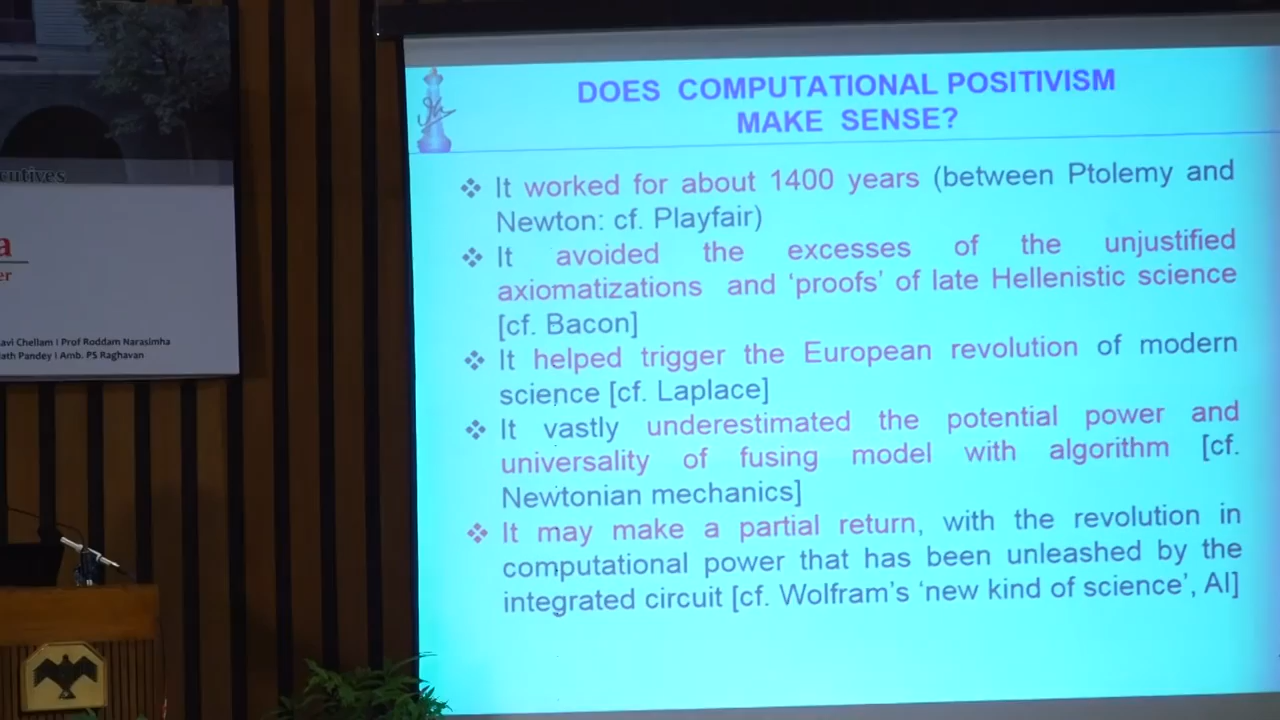 cutives
a
er
avi Chellam I Prof Roddam Narasimha
ath Pandey I Amb. PS Raghavan
DOES COMPUTATIONAL POSITIVISM
MAKE SENSE?
❖ It worked for about 1400 years (between Ptolemy and
Newton: cf. Playfair)
❖ It avoided the excesses of the unjustified
axiomatizations and ‘proofs’ of late Hellenistic science
[cf. Bacon]
❖ It helped trigger the European revolution of modern
science [cf. Laplace]
❖ It vastly underestimated the potential power and
universality of fusing model with algorithm [cf.
Newtonian mechanics]
❖ It may make a partial return, with the revolution in
computational power that has been unleashed by the
integrated circuit [cf. Wolfram’s ‘new kind of science’, AI]